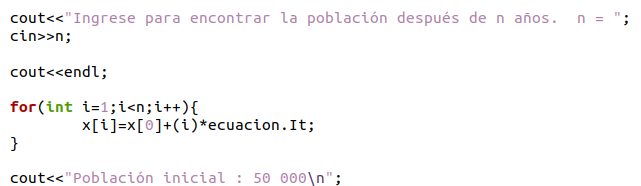 cout<<"Ingrese para encontrar la población después de n años.  n = ";
cin>>n;
cout<<endl;
for(int i=1;i<n;i++){
        x[i]=x[0]+(i)*ecuacion.It;
}
cout<<"Población inicial : 50 000\n";